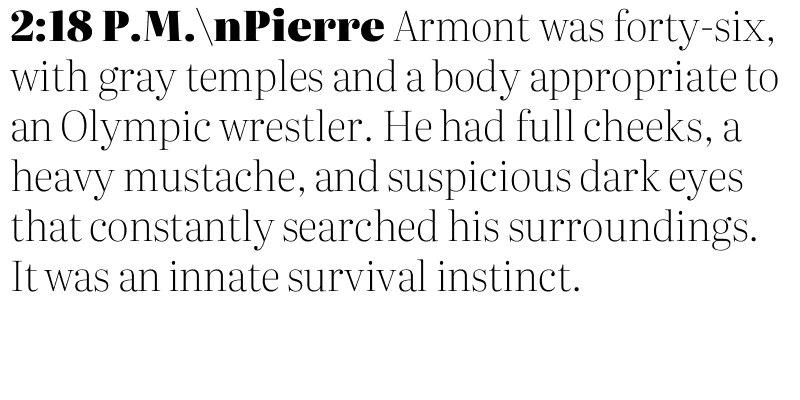 2:18 P.M.\nPierre Armont was forty-six,
with gray temples and a body appropriate to
an Olympic wrestler. He had full cheeks, a
heavy mustache, and suspicious dark eyes
that constantly searched his surroundings.
It was an innate survival instinct.